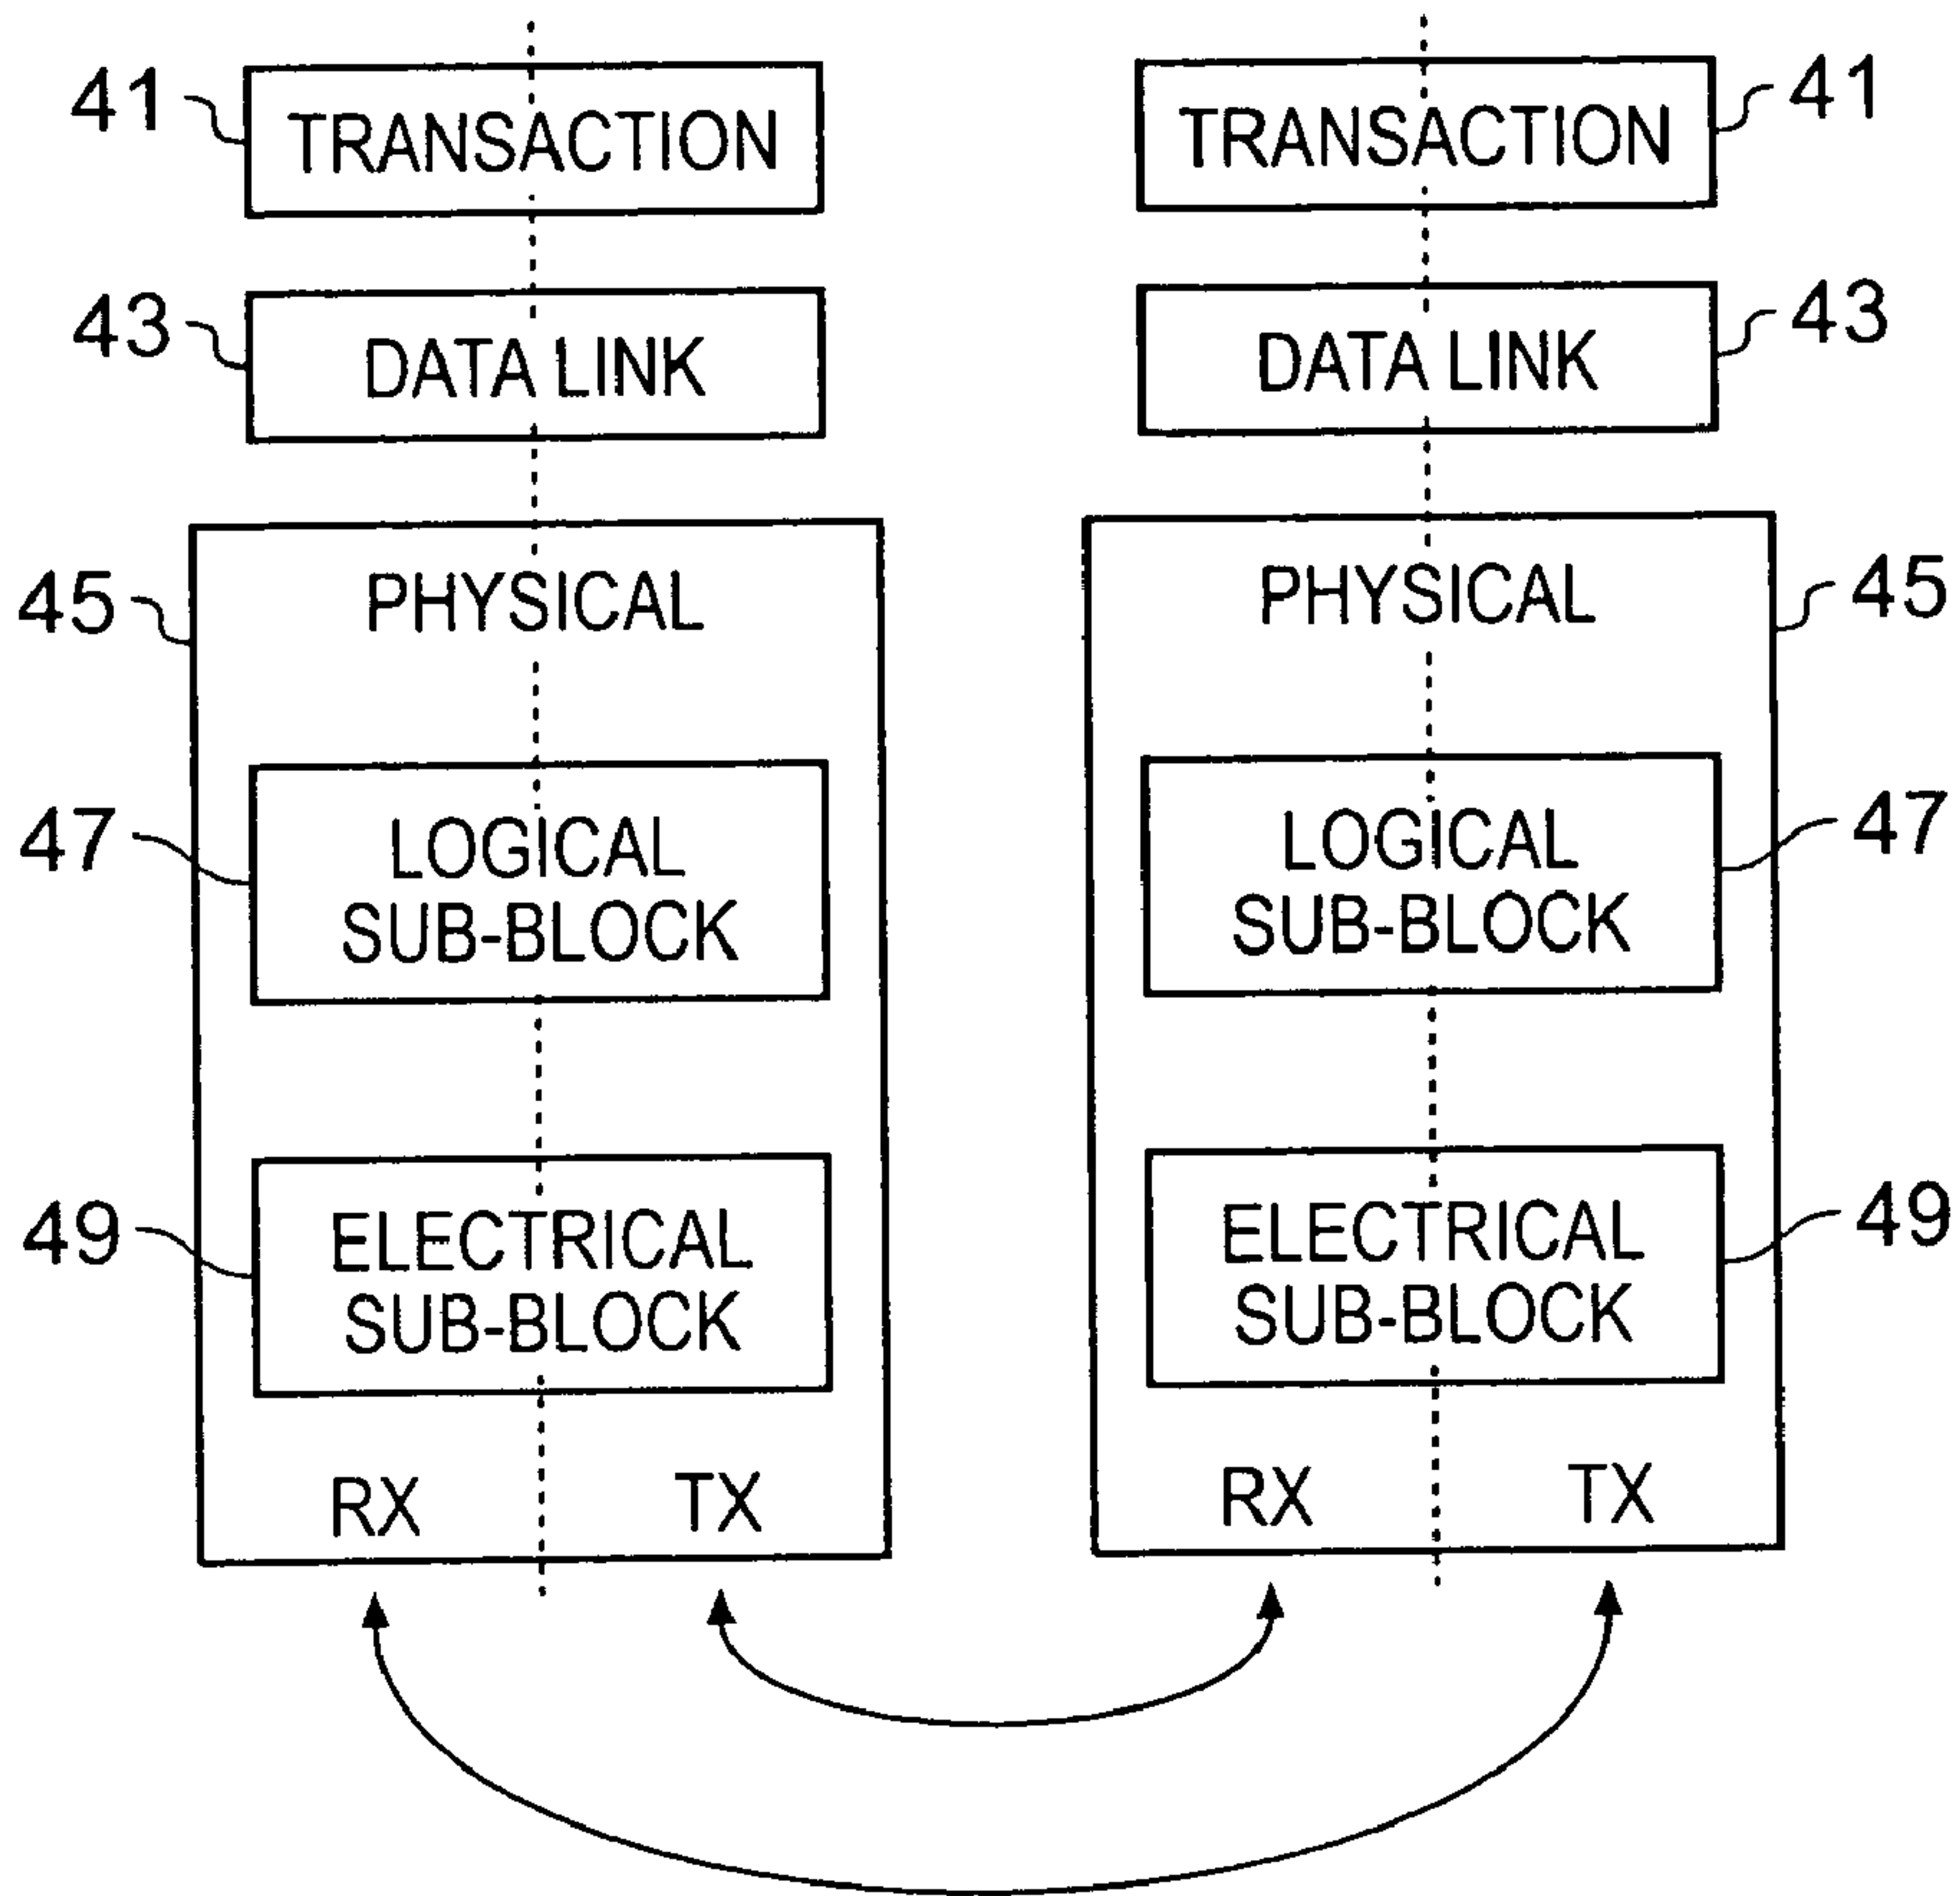 41 TRANSACTION TRANSACTION 41
43 DATA LINK DATA LINK 43
45 PHYSICAL PHYSICAL 45
47 LOGICAL SUB-BLOCK LOGICAL SUB-BLOCK 47
49 ELECTRICAL SUB-BLOCK ELECTRICAL SUB-BLOCK 49
RX TX RX TX